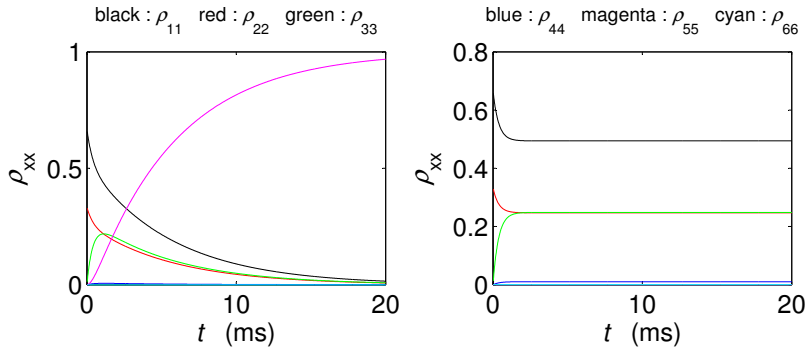 black : ρ11 red : ρ22 green : ρ33
blue : ρ44 magenta : ρ55 cyan : ρ66
1
0.5
0
ρxx
0 10 20
t (ms)
0.8
0.6
0.4
0.2
0
ρxx
0 10 20
t (ms)